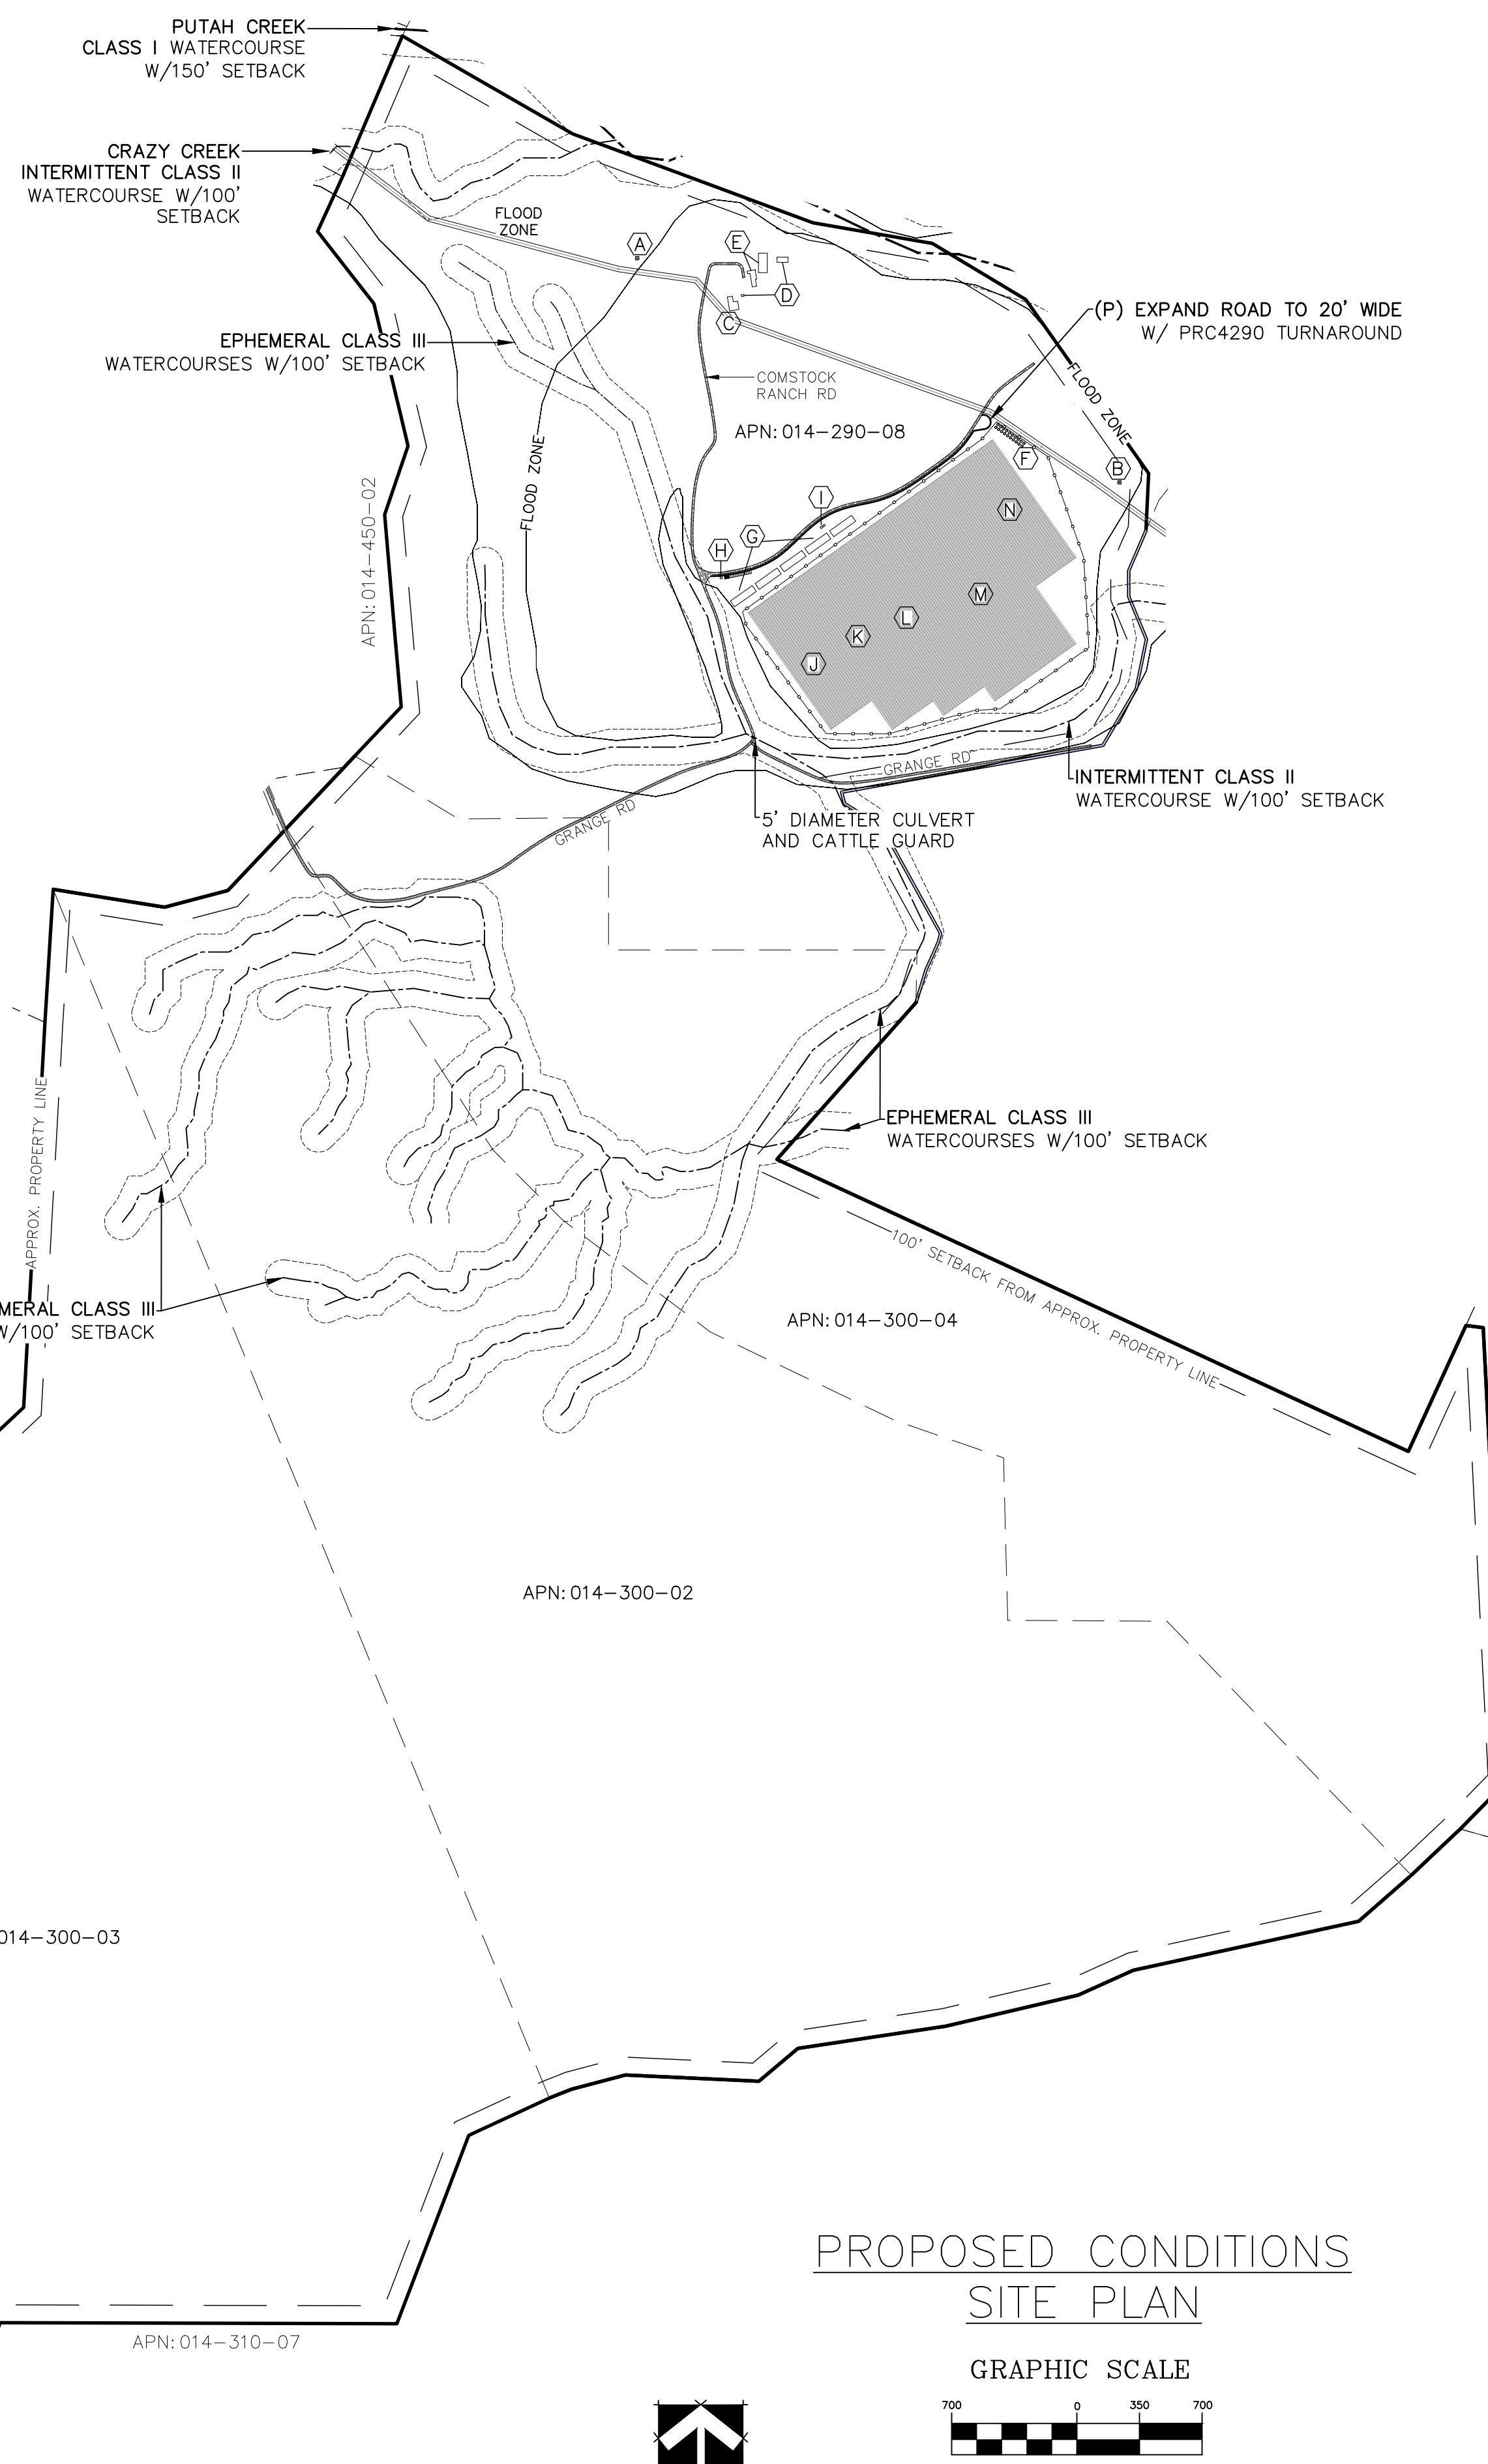 PUTAH CREEK
CLASS I WATERCOURSE
W/150' SETBACK
CRAZY CREEK
INTERMITTENT CLASS II
WATERCOURSE W/100'
SETBACK
FLOOD
ZONE
A
E
D
C
(P) EXPAND ROAD TO 20' WIDE
W/ PRC4290 TURNAROUND
EPHEMERAL CLASS III
WATERCOURSES W/100' SETBACK
COMSTOCK
RANCH RD
FLOOD ZONE
APN: 014-290-08
FLOOD ZONE
F
B
APN: 014-450-02
I
N
G
H
M
L
K
J
GRANGE RD
INTERMITTENT CLASS II
WATERCOURSE W/100' SETBACK
GRANGE RD
5' DIAMETER CULVERT
AND CATTLE GUARD
APPROX. PROPERTY LINE
EPHEMERAL CLASS III
WATERCOURSES W/100' SETBACK
100' SETBACK FROM APPROX. PROPERTY LINE
MERAL CLASS III
W/100' SETBACK
APN: 014-300-04
APN: 014-300-02
014-300-03
APN: 014-310-07
PROPOSED CONDITIONS
SITE PLAN
GRAPHIC SCALE
700 0 350 700